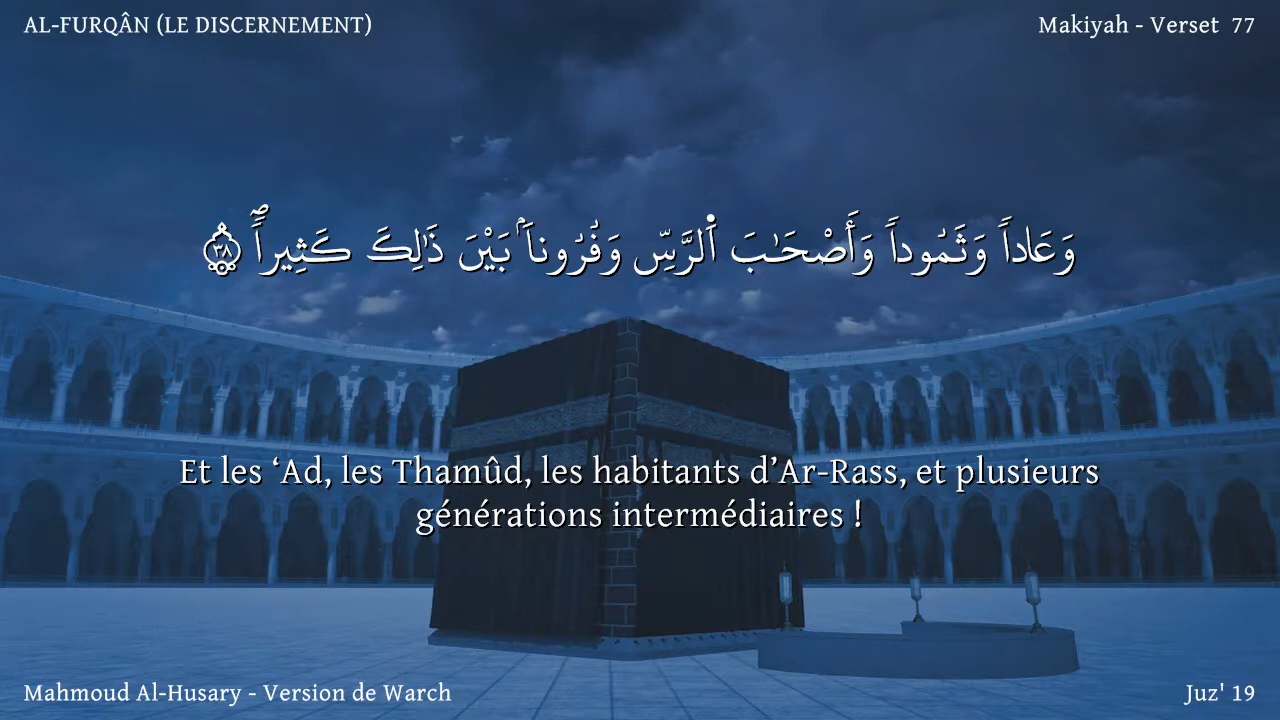 AL-FURQÂN (LE DISCERNEMENT)
Makiyah - Verset 77
وَعَاداٗ وَثَمُوداٗ وَأَصْحَٰبَ اَ۬لرَّسِّ وَقُرُوناَۢ بَيْنَ ذَٰلِكَ كَثِيراٗۖ ٣٨
Et les ‘Ad, les Thamûd, les habitants d’Ar-Rass, et plusieurs
générations intermédiaires !
Mahmoud Al-Husary - Version de Warch
Juz' 19